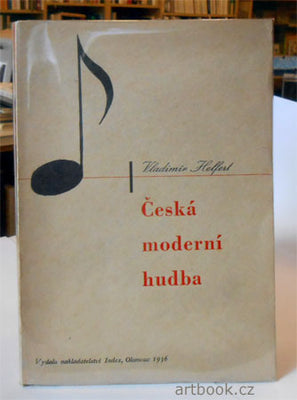 Vladimír Helfert
Česká
moderní
hudba
Vydalo nakladatelství Index, Olomouc 1936
artbook.cz